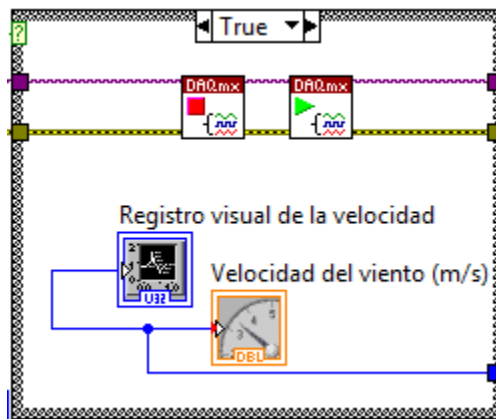 ?
True
DAQmx
DAQmx
Registro visual de la velocidad
U32
Velocidad del viento (m/s)
DBL